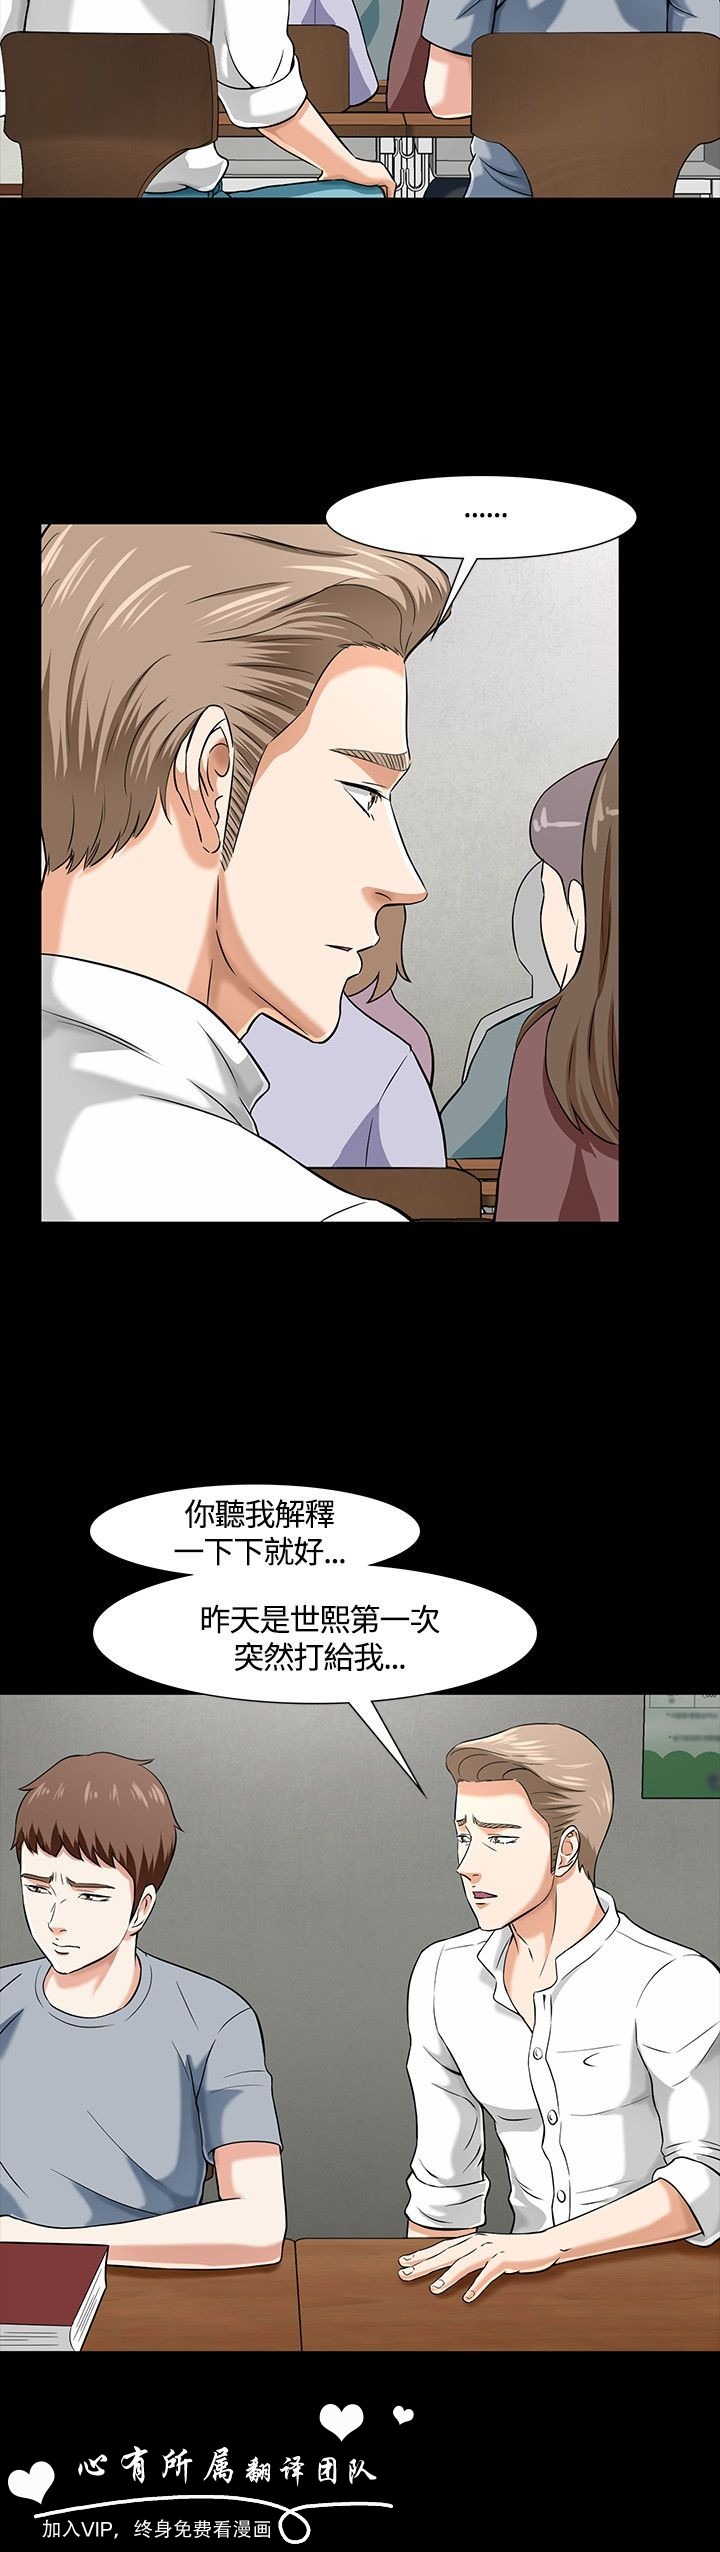 ......
你聽我解釋
一下下就好...
昨天是世熙第一次
突然打給我...
心有所属翻译团队
加入VIP，终身免费看漫画